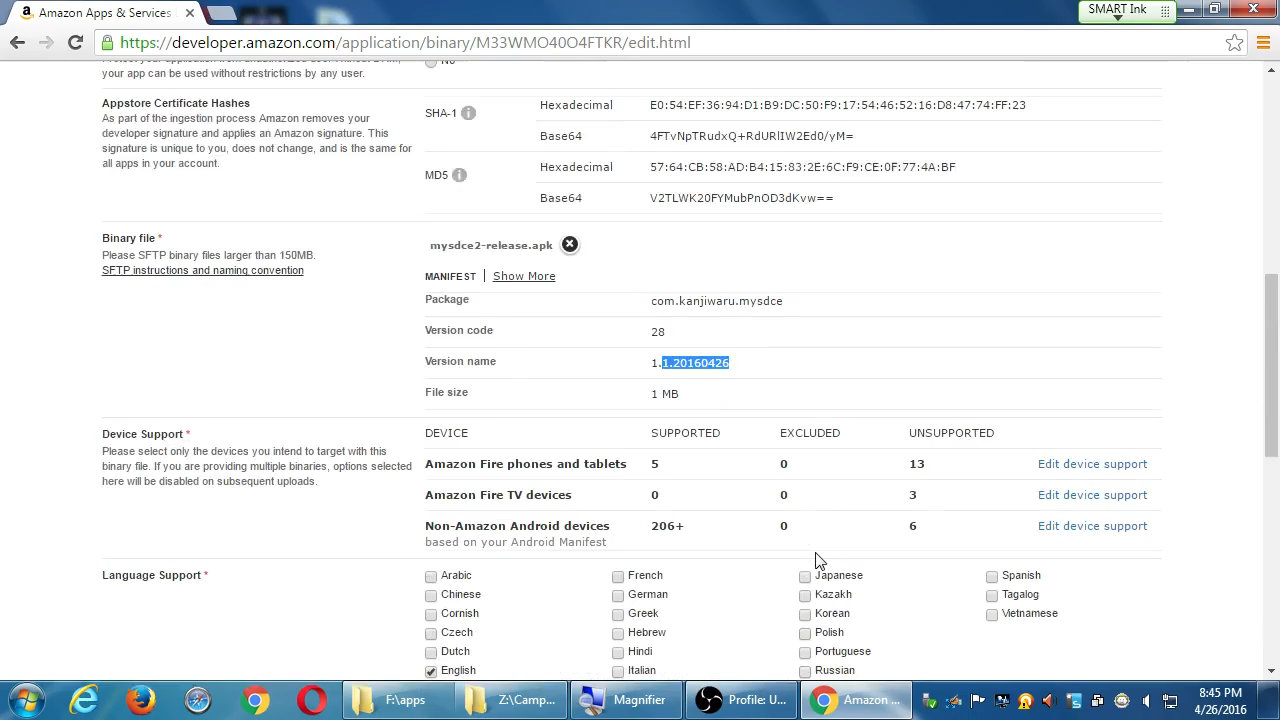 Amazon Apps & Services
SMART Ink
https://developer.amazon.com/application/binary/M33WMO4OO4FTKR/edit.html
your app can be used without restrictions by any user.
No
Appstore Certificate Hashes
As part of the ingestion process Amazon removes your
developer signature and applies an Amazon signature. This
signature is unique to you, does not change, and is the same for
all apps in your account.
SHA-1
Hexadecimal
E0:54:EF:36:94:D1:B9:DC:50:F9:17:54:46:52:16:D8:47:74:FF:23
Base64
4FTvNpTRudxQ+RdURlIW2Ed0/yM=
MD5
Hexadecimal
57:64:CB:58:AD:B4:15:83:2E:6C:F9:CE:0F:77:4A:BF
Base64
V2TLWK20FYMubPnOD3dKvw==
Binary file *
Please SFTP binary files larger than 150MB.
SFTP instructions and naming convention
mysdce2-release.apk
MANIFEST | Show More
Package com.kanjiwaru.mysdce
Version code 28
Version name 1.1.20160426
File size 1 MB
Device Support *
Please select only the devices you intend to target with this
binary file. If you are providing multiple binaries, options selected
here will be disabled on subsequent uploads.
DEVICE SUPPORTED EXCLUDED UNSUPPORTED
Amazon Fire phones and tablets 5 0 13 Edit device support
Amazon Fire TV devices 0 0 3 Edit device support
Non-Amazon Android devices 206+ 0 6 Edit device support
based on your Android Manifest
Language Support *
Arabic French Japanese Spanish
Chinese German Kazakh Tagalog
Cornish Greek Korean Vietnamese
Czech Hebrew Polish
Dutch Hindi Portuguese
English Italian Russian
F:\apps
Z:\Camp...
Magnifier
Profile: U...
Amazon ...
8:45 PM
4/26/2016